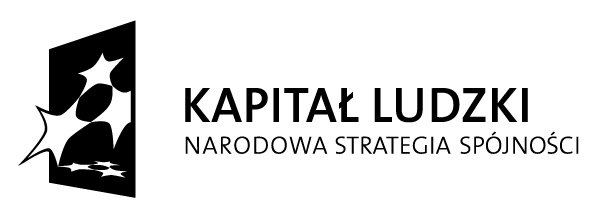 KAPITAŁ LUDZKI
NARODOWA STRATEGIA SPÓJNOŚCI